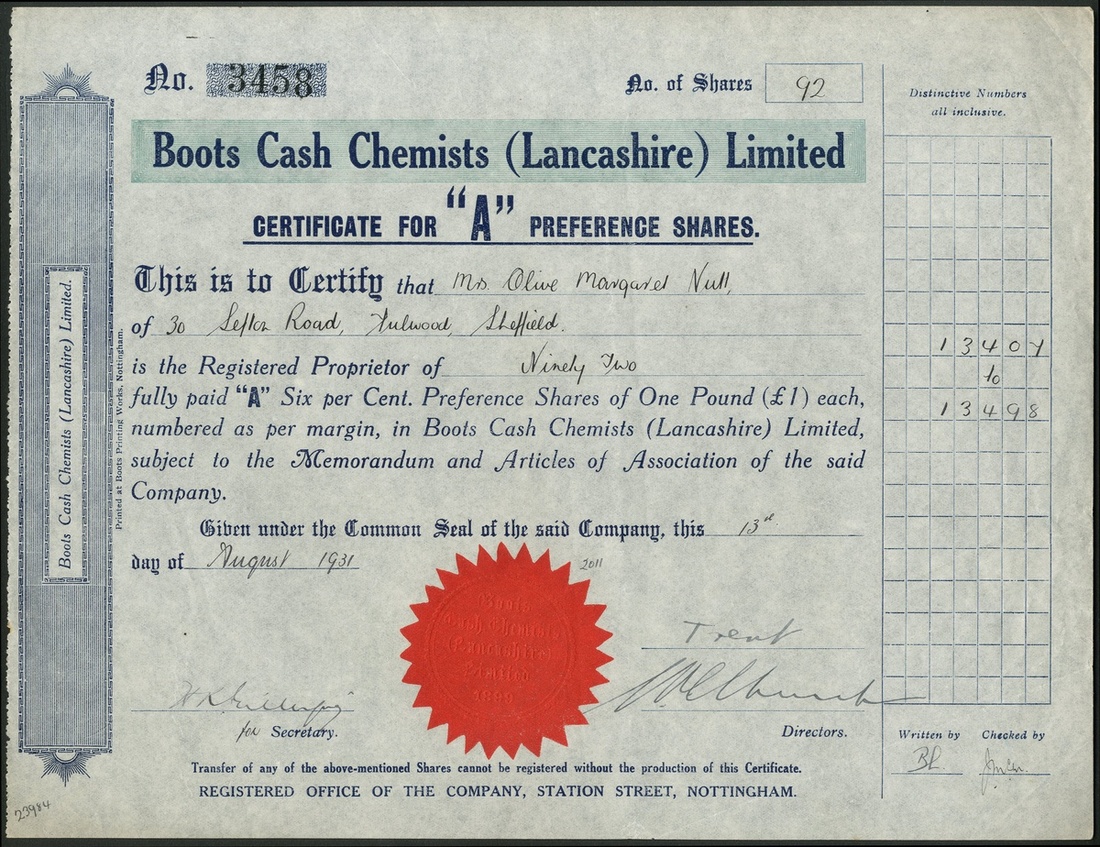 No. 3458
No. of Shares 92
Distinctive Numbers
all inclusive.
Boots Cash Chemists (Lancashire) Limited
CERTIFICATE FOR "A" PREFERENCE SHARES.
This is to Certify that Mrs. Olive Margaret Nutt,
of 30 Sefton Road, Fulwood, Sheffield.
is the Registered Proprietor of Ninety Two
fully paid "A" Six per Cent. Preference Shares of One Pound (£1) each,
numbered as per margin, in Boots Cash Chemists (Lancashire) Limited,
subject to the Memorandum and Articles of Association of the said
Company.
13407
to
13498
Given under the Common Seal of the said Company, this 13th
day of August 1931
2011
Boots
Cash Chemists
(Lancashire)
Limited
1899
Trent
for Secretary.
Directors.
Written by Checked by
Transfer of any of the above-mentioned Shares cannot be registered without the production of this Certificate.
REGISTERED OFFICE OF THE COMPANY, STATION STREET, NOTTINGHAM.
Boots Cash Chemists (Lancashire) Limited.
Printed at Boots Printing Works, Nottingham.
23984